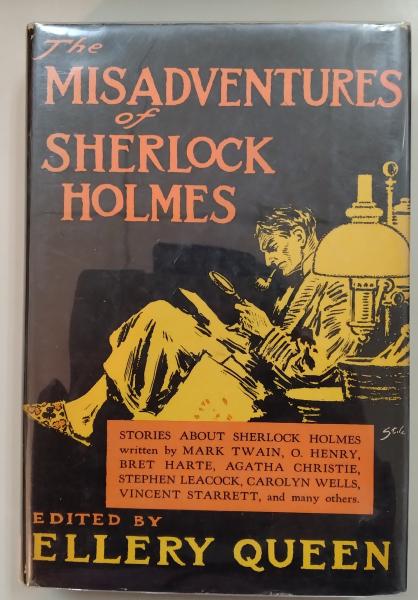 The
MISADVENTURES
of
SHERLOCK
HOLMES
STORIES ABOUT SHERLOCK HOLMES
written by MARK TWAIN, O. HENRY,
BRET HARTE, AGATHA CHRISTIE,
STEPHEN LEACOCK, CAROLYN WELLS,
VINCENT STARRETT, and many others.
EDITED BY
ELLERY QUEEN